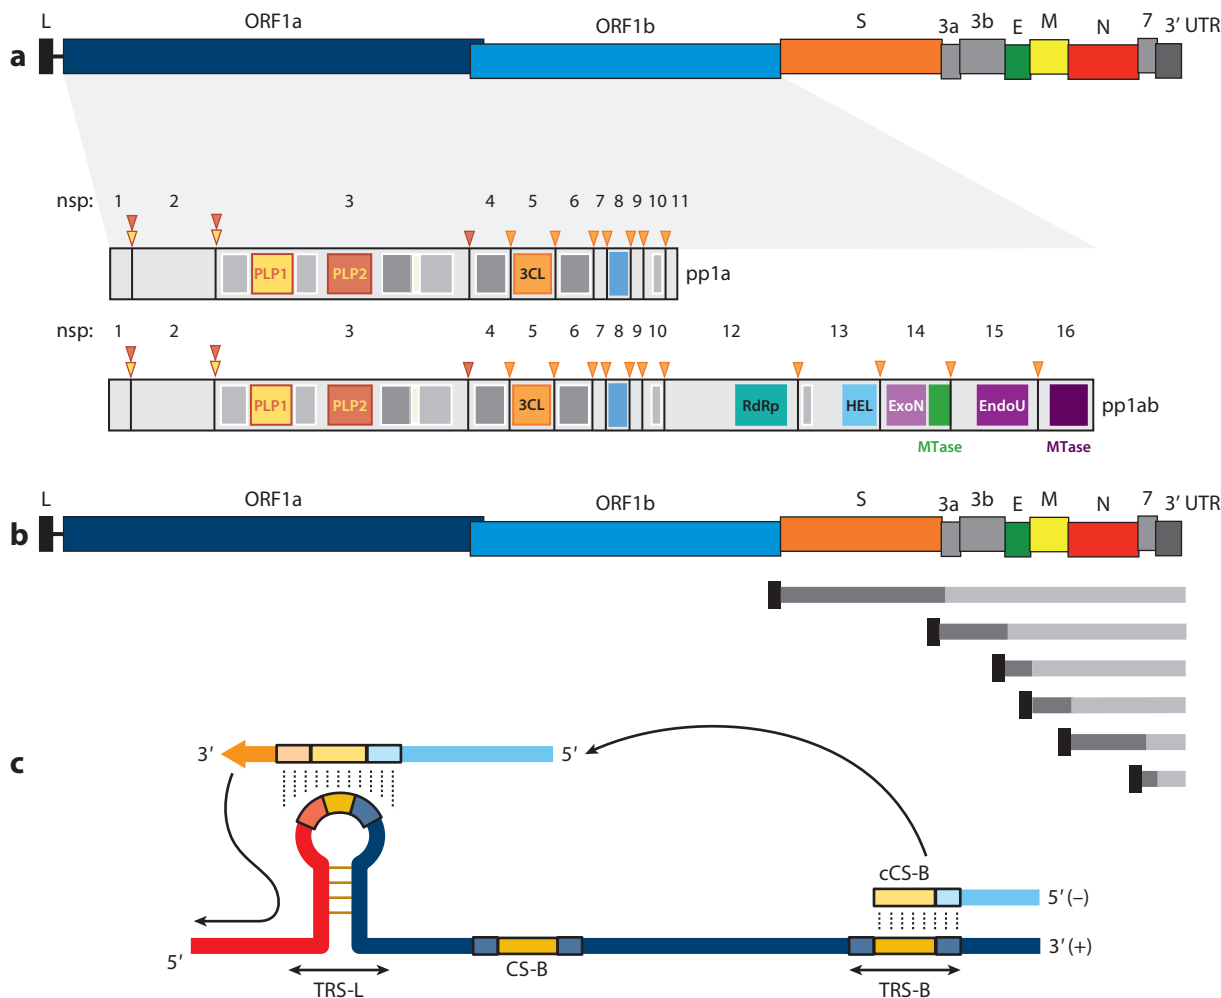 a
L ORF1a ORF1b S 3a 3b E M N 7 3′ UTR
nsp: 1 2 3 4 5 6 7 8 9 10 11
PLP1 PLP2 3CL pp1a
nsp: 1 2 3 4 5 6 7 8 9 10 12 13 14 15 16
PLP1 PLP2 3CL RdRp HEL ExoN EndoU pp1ab
MTase MTase
b
L ORF1a ORF1b S 3a 3b E M N 7 3′ UTR
c
3′ 5′
cCS-B
5′ (–)
5′ CS-B 3′ (+)
TRS-L TRS-B